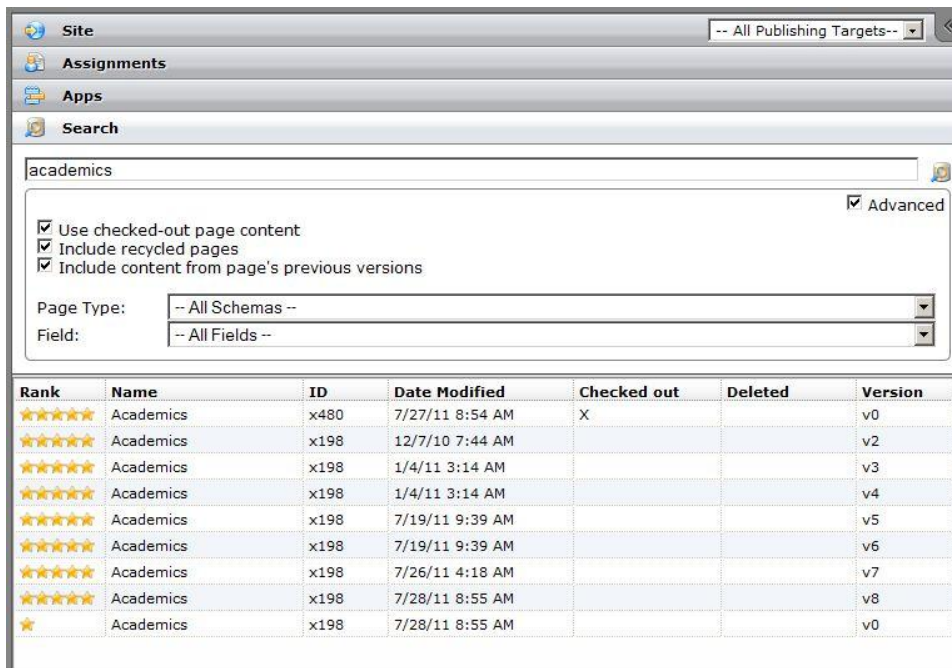 Site -- All Publishing Targets--
Assignments
Apps
Search
academics
Advanced
Use checked-out page content
Include recycled pages
Include content from page's previous versions
Page Type: -- All Schemas --
Field: -- All Fields --
Rank Name ID Date Modified Checked out Deleted Version
Academics x480 7/27/11 8:54 AM X v0
Academics x198 12/7/10 7:44 AM v2
Academics x198 1/4/11 3:14 AM v3
Academics x198 1/4/11 3:14 AM v4
Academics x198 7/19/11 9:39 AM v5
Academics x198 7/19/11 9:39 AM v6
Academics x198 7/26/11 4:18 AM v7
Academics x198 7/28/11 8:55 AM v8
Academics x198 7/28/11 8:55 AM v0